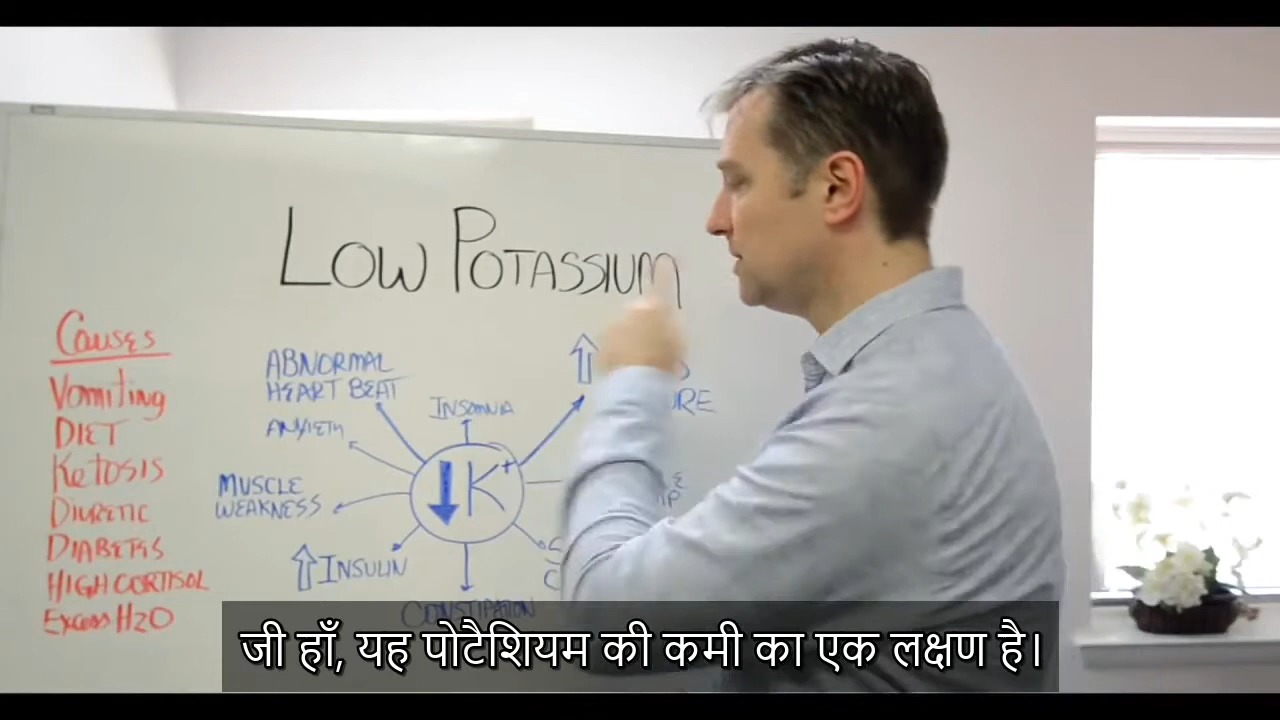 LOW POTASSIUM
Causes
Vomiting
DIET
Ketosis
DIURETIC
DIABETES
HIGH CORTISOL
Excess H2O
ABNORMAL
HEART BEAT
ANXIETY
MUSCLE
WEAKNESS
INSULIN
INSOMNIA
K+
CONSTIPATION
जी हाँ, यह पोटैशियम की कमी का एक लक्षण है।